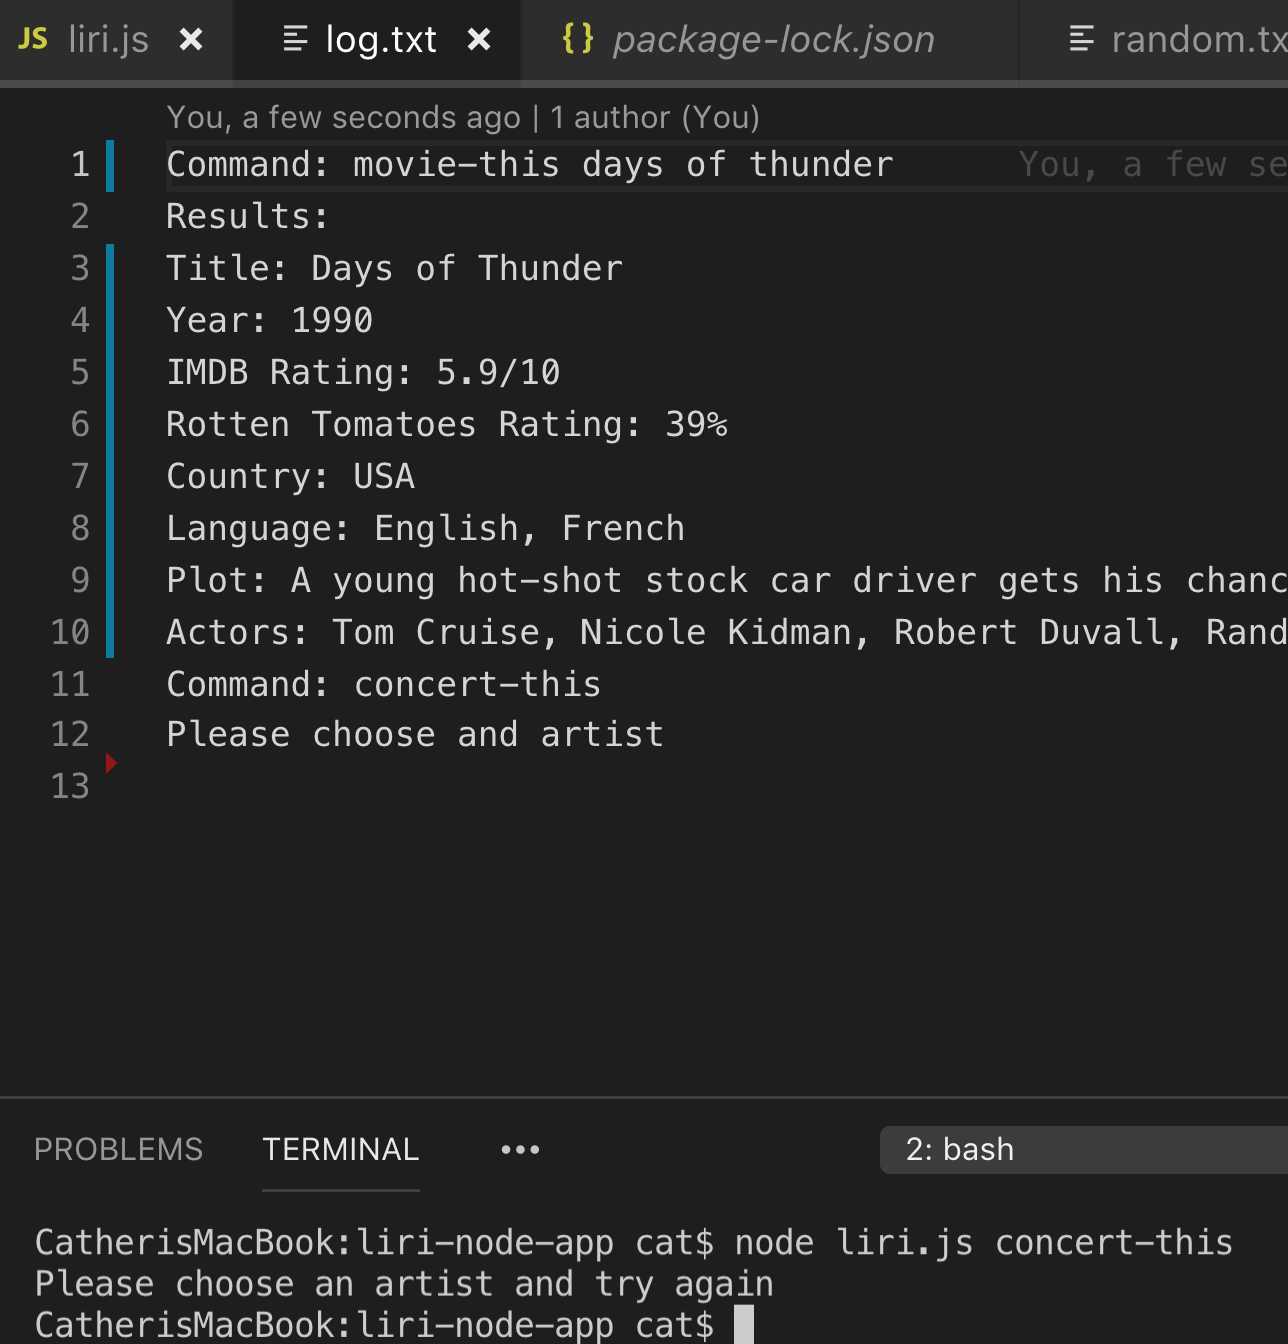 JS liri.js × log.txt × {} package-lock.json random.tx
You, a few seconds ago | 1 author (You)
1 Command: movie-this days of thunder You, a few se
2 Results:
3 Title: Days of Thunder
4 Year: 1990
5 IMDB Rating: 5.9/10
6 Rotten Tomatoes Rating: 39%
7 Country: USA
8 Language: English, French
9 Plot: A young hot-shot stock car driver gets his chanc
10 Actors: Tom Cruise, Nicole Kidman, Robert Duvall, Rand
11 Command: concert-this
12 Please choose and artist
13
PROBLEMS TERMINAL ••• 2: bash
CatherisMacBook:liri-node-app cat$ node liri.js concert-this
Please choose an artist and try again
CatherisMacBook:liri-node-app cat$